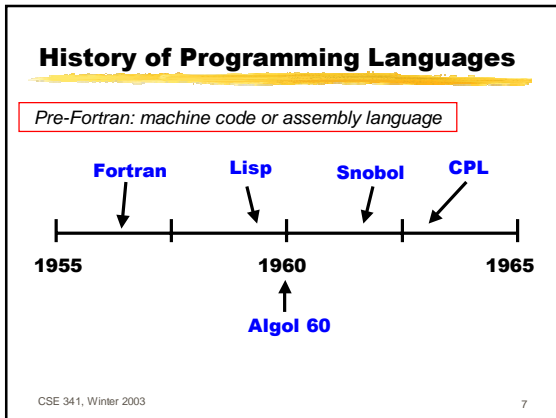 History of Programming Languages
Pre-Fortran: machine code or assembly language
Fortran Lisp Snobol CPL
1955 1960 1965
Algol 60
CSE 341, Winter 2003 7